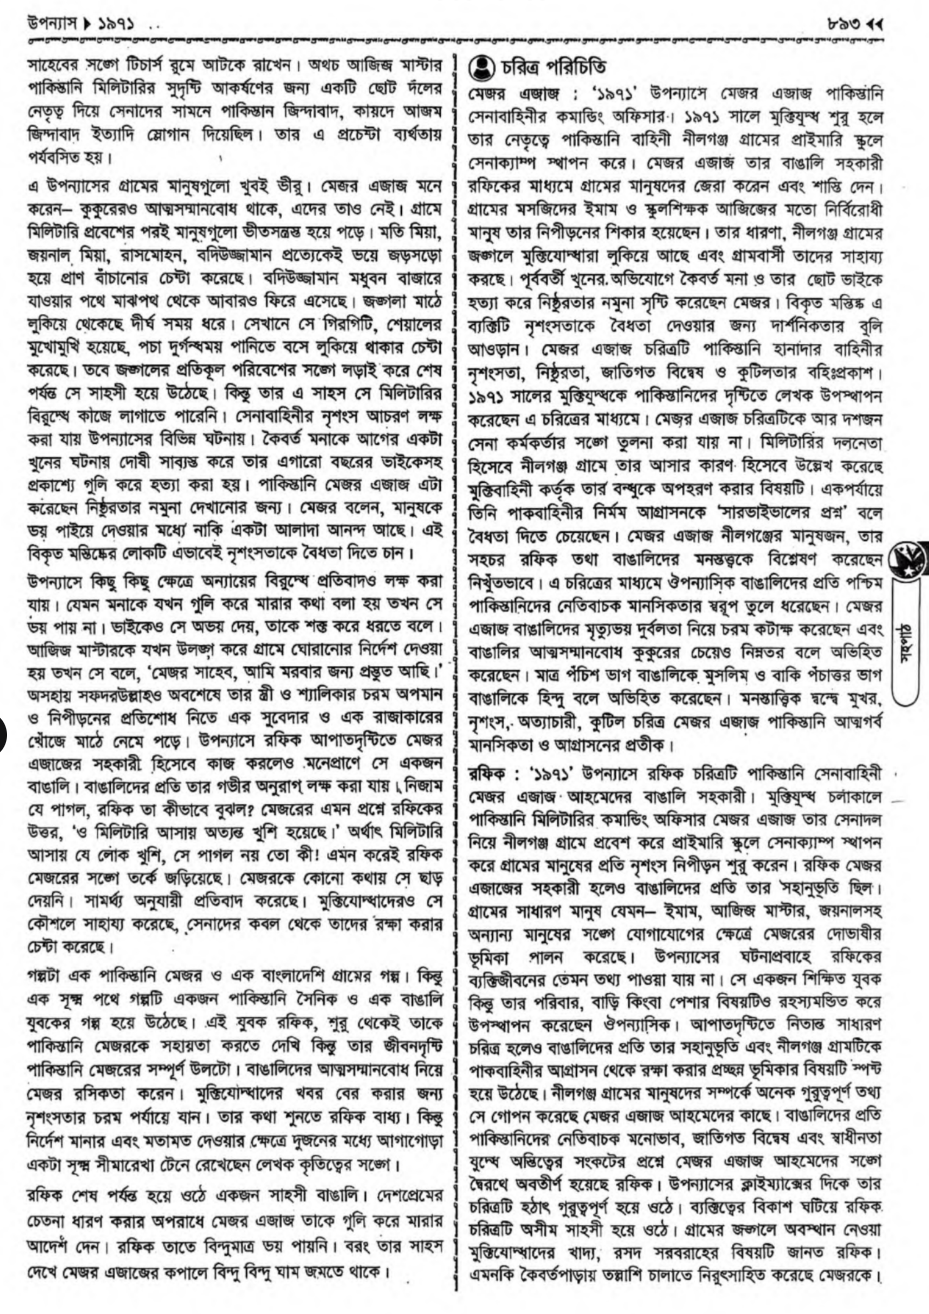 উপন্যাস ▶ ১৯৭১ ..
৮৯৩ ◀◀
সাহেবের সঙ্গে টিচার্স রুমে আটকে রাখেন। অথচ আজিজ মাস্টার
পাকিস্তানি মিলিটারির সুদৃষ্টি আকর্ষণের জন্য একটি ছোট দলের
নেতৃত্ব দিয়ে সেনাদের সামনে পাকিস্তান জিন্দাবাদ, কায়দে আজম
জিন্দাবাদ ইত্যাদি স্লোগান দিয়েছিল। তার এ প্রচেষ্টা ব্যর্থতায়
পর্যবসিত হয়।
এ উপন্যাসের গ্রামের মানুষগুলো খুবই ভীরু। মেজর এজাজ মনে
করেন– কুকুরেরও আত্মসম্মানবোধ থাকে, এদের তাও নেই। গ্রামে
মিলিটারি প্রবেশের পরই মানুষগুলো ভীতসন্ত্রস্ত হয়ে পড়ে। মতি মিয়া,
জয়নাল মিয়া, রাসমোহন, বদিউজ্জামান প্রত্যেকেই ভয়ে জড়সড়ো
হয়ে প্রাণ বাঁচানোর চেষ্টা করেছে। বদিউজ্জামান মধুবন বাজারে
যাওয়ার পথে মাঝপথ থেকে আবারও ফিরে এসেছে। জঙ্গলা মাঠে
লুকিয়ে থেকেছে দীর্ঘ সময় ধরে। সেখানে সে গিরগিটি, শেয়ালের
মুখোমুখি হয়েছে, পচা দুর্গন্ধময় পানিতে বসে লুকিয়ে থাকার চেষ্টা
করেছে। তবে জঙ্গলের প্রতিকূল পরিবেশের সঙ্গে লড়াই করে শেষ
পর্যন্ত সে সাহসী হয়ে উঠেছে। কিন্তু তার এ সাহস সে মিলিটারির
বিরুদ্ধে কাজে লাগাতে পারেনি। সেনাবাহিনীর নৃশংস আচরণ লক্ষ
করা যায় উপন্যাসের বিভিন্ন ঘটনায়। কৈবর্ত মনাকে আগের একটা
খুনের ঘটনায় দোষী সাব্যস্ত করে তার এগারো বছরের ভাইকেসহ
প্রকাশ্যে গুলি করে হত্যা করা হয়। পাকিস্তানি মেজর এজাজ এটা
করেছেন নিষ্ঠুরতার নমুনা দেখানোর জন্য। মেজর বলেন, মানুষকে
ভয় পাইয়ে দেওয়ার মধ্যে নাকি একটা আলাদা আনন্দ আছে। এই
বিকৃত মস্তিষ্কের লোকটি এভাবেই নৃশংসতাকে বৈধতা দিতে চান।
উপন্যাসে কিছু কিছু ক্ষেত্রে অন্যায়ের বিরুদ্ধে প্রতিবাদও লক্ষ করা
যায়। যেমন মনাকে যখন গুলি করে মারার কথা বলা হয় তখন সে
ভয় পায় না। ভাইকেও সে অভয় দেয়, তাকে শক্ত করে ধরতে বলে।
আজিজ মাস্টারকে যখন উলঙ্গ করে গ্রামে ঘোরানোর নির্দেশ দেওয়া
হয় তখন সে বলে, ‘মেজর সাহেব, আমি মরবার জন্য প্রস্তুত আছি।’
অসহায় সফদরউল্লাহও অবশেষে তার স্ত্রী ও শ্যালিকার চরম অপমান
ও নিপীড়নের প্রতিশোধ নিতে এক সুবেদার ও এক রাজাকারের
খোঁজে মাঠে নেমে পড়ে। উপন্যাসে রফিক আপাতদৃষ্টিতে মেজর
এজাজের সহকারী হিসেবে কাজ করলেও মনেপ্রাণে সে একজন
বাঙালি। বাঙালিদের প্রতি তার গভীর অনুরাগ লক্ষ করা যায়। নিজাম
যে পাগল, রফিক তা কীভাবে বুঝল? মেজরের এমন প্রশ্নে রফিকের
উত্তর, ‘ও মিলিটারি আসায় অত্যন্ত খুশি হয়েছে।’ অর্থাৎ মিলিটারি
আসায় যে লোক খুশি, সে পাগল নয় তো কী! এমন করেই রফিক
মেজরের সঙ্গে তর্কে জড়িয়েছে। মেজরকে কোনো কথায় সে ছাড়
দেয়নি। সামর্থ্য অনুযায়ী প্রতিবাদ করেছে। মুক্তিযোদ্ধাদেরও সে
কৌশলে সাহায্য করেছে, সেনাদের কবল থেকে তাদের রক্ষা করার
চেষ্টা করেছে।
গল্পটা এক পাকিস্তানি মেজর ও এক বাংলাদেশি গ্রামের গল্প। কিন্তু
এক সূক্ষ্ম পথে গল্পটি একজন পাকিস্তানি সৈনিক ও এক বাঙালি
যুবকের গল্প হয়ে উঠেছে। এই যুবক রফিক, শুরু থেকেই তাকে
পাকিস্তানি মেজরকে সহায়তা করতে দেখি কিন্তু তার জীবনদৃষ্টি
পাকিস্তানি মেজরের সম্পূর্ণ উলটো। বাঙালিদের আত্মসম্মানবোধ নিয়ে
মেজর রসিকতা করেন। মুক্তিযোদ্ধাদের খবর বের করার জন্য
নৃশংসতার চরম পর্যায়ে যান। তার কথা শুনতে রফিক বাধ্য। কিন্তু
নির্দেশ মানার এবং মতামত দেওয়ার ক্ষেত্রে দুজনের মধ্যে আগাগোড়া
একটা সূক্ষ্ম সীমারেখা টেনে রেখেছেন লেখক কৃতিত্বের সঙ্গে।
রফিক শেষ পর্যন্ত হয়ে ওঠে একজন সাহসী বাঙালি। দেশপ্রেমের
চেতনা ধারণ করার অপরাধে মেজর এজাজ তাকে গুলি করে মারার
আদেশ দেন। রফিক তাতে বিন্দুমাত্র ভয় পায়নি। বরং তার সাহস
দেখে মেজর এজাজের কপালে বিন্দু বিন্দু ঘাম জমতে থাকে।
চরিত্র পরিচিতি
মেজর এজাজ : ‘১৯৭১’ উপন্যাসে মেজর এজাজ পাকিস্তানি
সেনাবাহিনীর কমান্ডিং অফিসার। ১৯৭১ সালে মুক্তিযুদ্ধ শুরু হলে
তার নেতৃত্বে পাকিস্তানি বাহিনী নীলগঞ্জ গ্রামের প্রাইমারি স্কুলে
সেনাক্যাম্প স্থাপন করে। মেজর এজাজ তার বাঙালি সহকারী
রফিকের মাধ্যমে গ্রামের মানুষদের জেরা করেন এবং শাস্তি দেন।
গ্রামের মসজিদের ইমাম ও স্কুলশিক্ষক আজিজের মতো নির্বিরোধী
মানুষ তার নিপীড়নের শিকার হয়েছেন। তার ধারণা, নীলগঞ্জ গ্রামের
জঙ্গলে মুক্তিযোদ্ধারা লুকিয়ে আছে এবং গ্রামবাসী তাদের সাহায্য
করছে। পূর্ববর্তী খুনের অভিযোগে কৈবর্ত মনা ও তার ছোট ভাইকে
হত্যা করে নিষ্ঠুরতার নমুনা সৃষ্টি করেছেন মেজর। বিকৃত মস্তিষ্ক এ
ব্যক্তিটি নৃশংসতাকে বৈধতা দেওয়ার জন্য দার্শনিকতার বুলি
আওড়ান। মেজর এজাজ চরিত্রটি পাকিস্তানি হানাদার বাহিনীর
নৃশংসতা, নিষ্ঠুরতা, জাতিগত বিদ্বেষ ও কুটিলতার বহিঃপ্রকাশ।
১৯৭১ সালের মুক্তিযুদ্ধকে পাকিস্তানিদের দৃষ্টিতে লেখক উপস্থাপন
করেছেন এ চরিত্রের মাধ্যমে। মেজর এজাজ চরিত্রটিকে আর দশজন
সেনা কর্মকর্তার সঙ্গে তুলনা করা যায় না। মিলিটারির দলনেতা
হিসেবে নীলগঞ্জ গ্রামে তার আসার কারণ হিসেবে উল্লেখ করেছে
মুক্তিবাহিনী কর্তৃক তার বন্ধুকে অপহরণ করার বিষয়টি। একপর্যায়ে
তিনি পাকবাহিনীর নির্মম আগ্রাসনকে ‘সারভাইভালের প্রশ্ন’ বলে
বৈধতা দিতে চেয়েছেন। মেজর এজাজ নীলগঞ্জের মানুষজন, তার
সহচর রফিক তথা বাঙালিদের মনস্তত্ত্বকে বিশ্লেষণ করেছেন
নিখুঁতভাবে। এ চরিত্রের মাধ্যমে ঔপন্যাসিক বাঙালিদের প্রতি পশ্চিম
পাকিস্তানিদের নেতিবাচক মানসিকতার স্বরূপ তুলে ধরেছেন। মেজর
এজাজ বাঙালিদের মৃত্যুভয় দুর্বলতা নিয়ে চরম কটাক্ষ করেছেন এবং
বাঙালির আত্মসম্মানবোধ কুকুরের চেয়েও নিম্নতর বলে অভিহিত
করেছেন। মাত্র পঁচিশ ভাগ বাঙালিকে মুসলিম ও বাকি পঁচাত্তর ভাগ
বাঙালিকে হিন্দু বলে অভিহিত করেছেন। মনস্তাত্ত্বিক দ্বন্দ্বে মুখর,
নৃশংস, অত্যাচারী, কুটিল চরিত্র মেজর এজাজ পাকিস্তানি আত্মগর্ব
মানসিকতা ও আগ্রাসনের প্রতীক।
রফিক : ‘১৯৭১’ উপন্যাসে রফিক চরিত্রটি পাকিস্তানি সেনাবাহিনী
মেজর এজাজ আহমেদের বাঙালি সহকারী। মুক্তিযুদ্ধ চলাকালে
পাকিস্তানি মিলিটারির কমান্ডিং অফিসার মেজর এজাজ তার সেনাদল
নিয়ে নীলগঞ্জ গ্রামে প্রবেশ করে প্রাইমারি স্কুলে সেনাক্যাম্প স্থাপন
করে গ্রামের মানুষের প্রতি নৃশংস নিপীড়ন শুরু করেন। রফিক মেজর
এজাজের সহকারী হলেও বাঙালিদের প্রতি তার সহানুভূতি ছিল।
গ্রামের সাধারণ মানুষ যেমন– ইমাম, আজিজ মাস্টার, জয়নালসহ
অন্যান্য মানুষের সঙ্গে যোগাযোগের ক্ষেত্রে মেজরের দোভাষীর
ভূমিকা পালন করেছে। উপন্যাসের ঘটনাপ্রবাহে রফিকের
ব্যক্তিজীবনের তেমন তথ্য পাওয়া যায় না। সে একজন শিক্ষিত যুবক
কিন্তু তার পরিবার, বাড়ি কিংবা পেশার বিষয়টিও রহস্যমন্ডিত করে
উপস্থাপন করেছেন ঔপন্যাসিক। আপাতদৃষ্টিতে নিতান্ত সাধারণ
চরিত্র হলেও বাঙালিদের প্রতি তার সহানুভূতি এবং নীলগঞ্জ গ্রামটিকে
পাকবাহিনীর আগ্রাসন থেকে রক্ষা করার প্রচ্ছন্ন ভূমিকার বিষয়টি স্পষ্ট
হয়ে উঠেছে। নীলগঞ্জ গ্রামের মানুষদের সম্পর্কে অনেক গুরুত্বপূর্ণ তথ্য
সে গোপন করেছে মেজর এজাজ আহমেদের কাছে। বাঙালিদের প্রতি
পাকিস্তানিদের নেতিবাচক মনোভাব, জাতিগত বিদ্বেষ এবং স্বাধীনতা
যুদ্ধে অস্তিত্বের সংকটের প্রশ্নে মেজর এজাজ আহমেদের সঙ্গে
দ্বৈরথে অবতীর্ণ হয়েছে রফিক। উপন্যাসের ক্লাইম্যাক্সের দিকে তার
চরিত্রটি হঠাৎ গুরুত্বপূর্ণ হয়ে ওঠে। ব্যক্তিত্বের বিকাশ ঘটিয়ে রফিক
চরিত্রটি অসীম সাহসী হয়ে ওঠে। গ্রামের জঙ্গলে অবস্থান নেওয়া
মুক্তিযোদ্ধাদের খাদ্য, রসদ সরবরাহের বিষয়টি জানত রফিক।
এমনকি কৈবর্তপাড়ায় তল্লাশি চালাতে নিরুৎসাহিত করেছে মেজরকে।
সহপাঠ